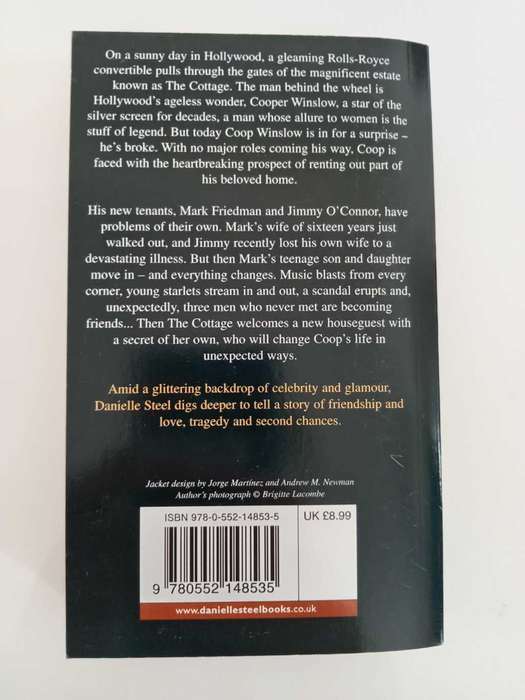 On a sunny day in Hollywood, a gleaming Rolls-Royce
convertible pulls through the gates of the magnificent estate
known as The Cottage. The man behind the wheel is
Hollywood's ageless wonder, Cooper Winslow, a star of the
silver screen for decades, a man whose allure to women is the
stuff of legend. But today Coop Winslow is in for a surprise –
he's broke. With no major roles coming his way, Coop is
faced with the heartbreaking prospect of renting out part of
his beloved home.
His new tenants, Mark Friedman and Jimmy O'Connor, have
problems of their own. Mark's wife of sixteen years just
walked out, and Jimmy recently lost his own wife to a
devastating illness. But then Mark's teenage son and daughter
move in – and everything changes. Music blasts from every
corner, young starlets stream in and out, a scandal erupts and,
unexpectedly, three men who never met are becoming
friends... Then The Cottage welcomes a new houseguest with
a secret of her own, who will change Coop's life in
unexpected ways.
Amid a glittering backdrop of celebrity and glamour,
Danielle Steel digs deeper to tell a story of friendship and
love, tragedy and second chances.
Jacket design by Jorge Martínez and Andrew M. Newman
Author's photograph © Brigitte Lacombe
ISBN 978-0-552-14853-5
UK £8.99
9 780552 148535
www.daniellesteelbooks.co.uk